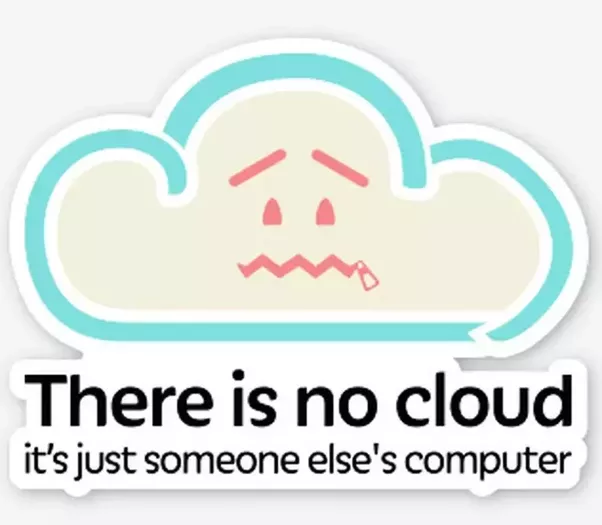 There is no cloud
it’s just someone else's computer